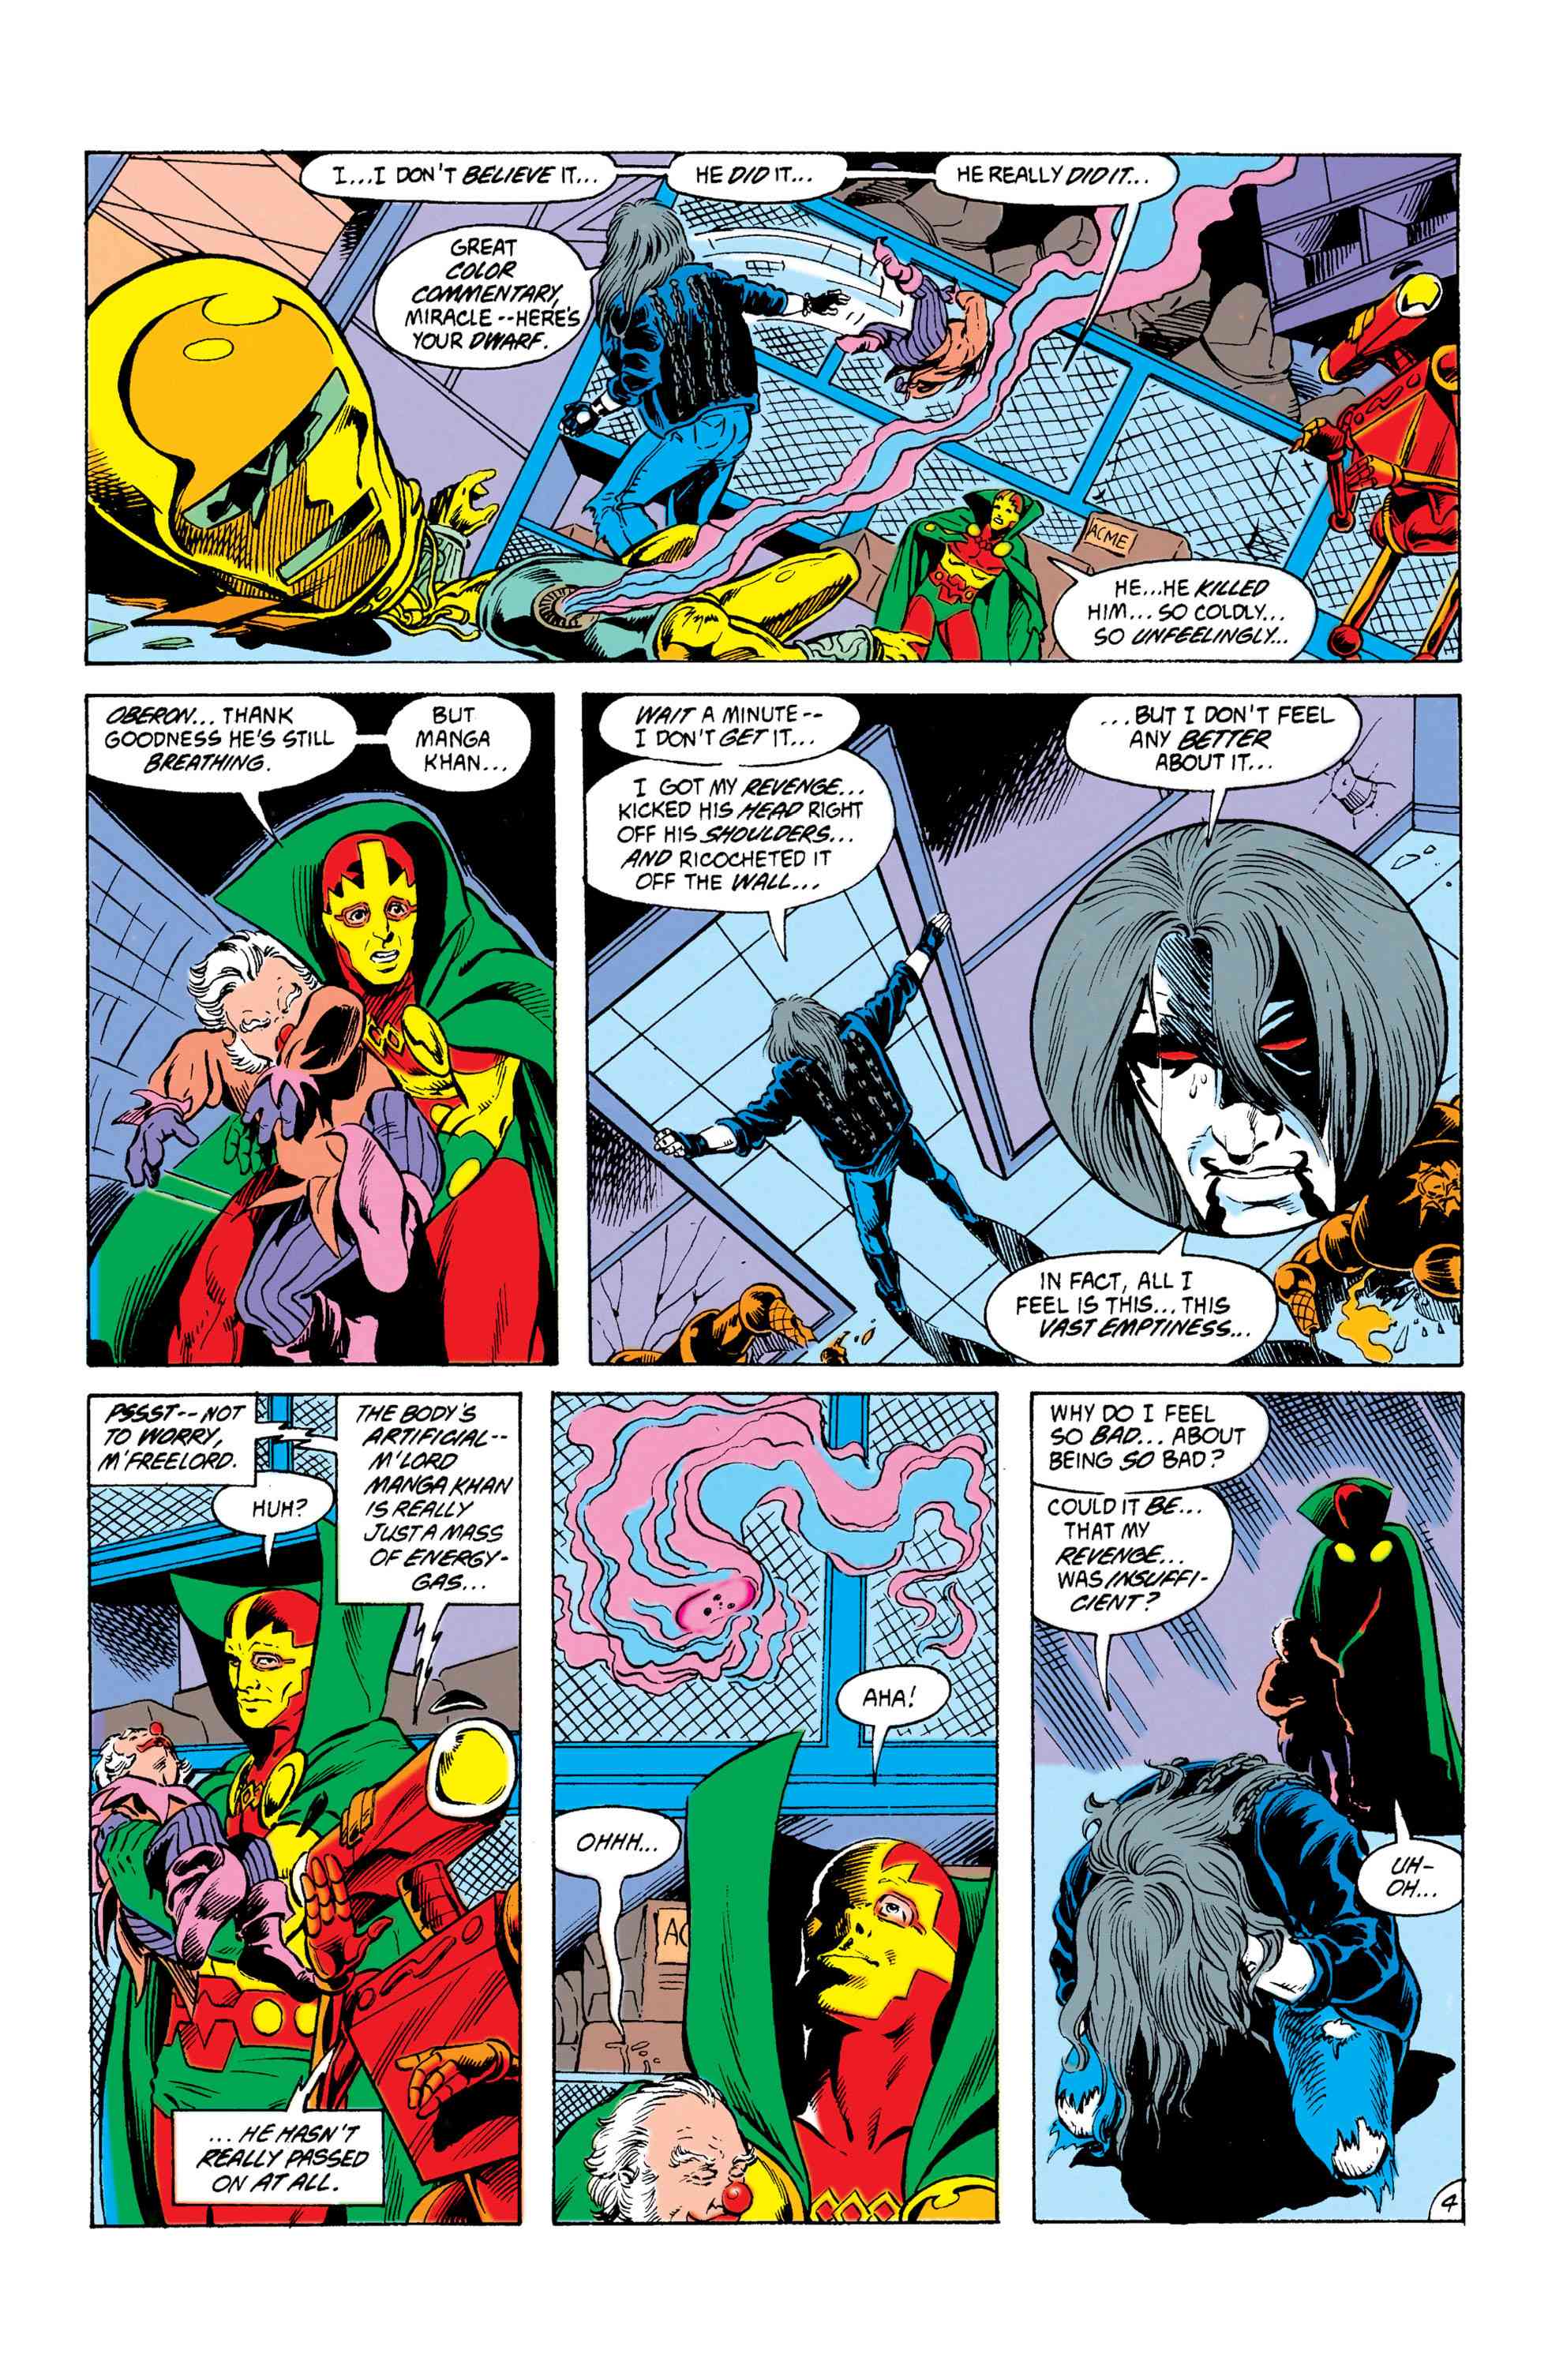 I...I DON'T BELIEVE IT...
HE DID IT...
HE REALLY DID IT...
GREAT
COLOR
COMMENTARY,
MIRACLE--HERE'S
YOUR DWARF.
ACME
HE...HE KILLED
HIM... SO COLDLY...
SO UNFEELINGLY..
OBERON... THANK
GOODNESS HE'S STILL
BREATHING.
BUT
MANGA
KHAN...
WAIT A MINUTE--
I DON'T GET IT...
I GOT MY REVENGE...
KICKED HIS HEAD RIGHT
OFF HIS SHOULDERS...
AND RICOCHETED IT
OFF THE WALL...
...BUT I DON'T FEEL
ANY BETTER
ABOUT IT...
IN FACT, ALL I
FEEL IS THIS... THIS
VAST EMPTINESS...
PSSST--NOT
TO WORRY,
M'FREELORD.
HUH?
THE BODY'S
ARTIFICIAL--
M'LORD
MANGA KHAN
IS REALLY
JUST A MASS
OF ENERGY-
GAS...
...HE HASN'T
REALLY PASSED
ON AT ALL.
AHA!
OHHH...
AC
WHY DO I FEEL
SO BAD... ABOUT
BEING SO BAD?
COULD IT BE...
THAT MY
REVENGE...
WAS INSUFFI-
CIENT?
UH-
OH...
4